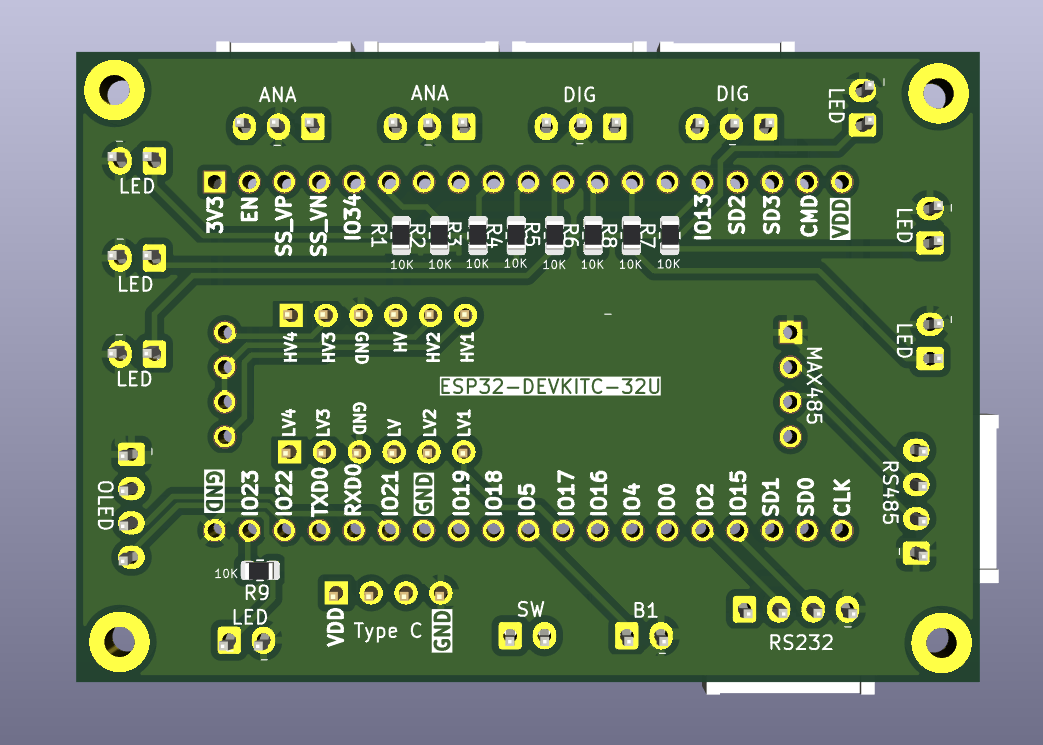 ANA
ANA
DIG
DIG
LED
LED
3V3
EN
SS_VP
SS_VN
IO34
IO13
SD2
SD3
CMD
VDD
R1
R2
R3
R4
R5
R6
R8
R7
10K
10K
10K
10K
10K
10K
10K
10K
LED
LED
HV4
HV3
GND
AH
HV2
HV1
LED
LED
ESP32-DEVKITC-32U
MAX485
LV4
LV3
GND
LV
LV2
LV1
OLED
RS485
GND
IO23
IO22
TXD0
RXD0
IO21
GND
IO19
IO18
IO5
IO17
IO16
IO4
IO0
IO2
IO15
SD1
SD0
CLK
10K
R9
LED
VDD
Type C
GND
SW
B1
RS232